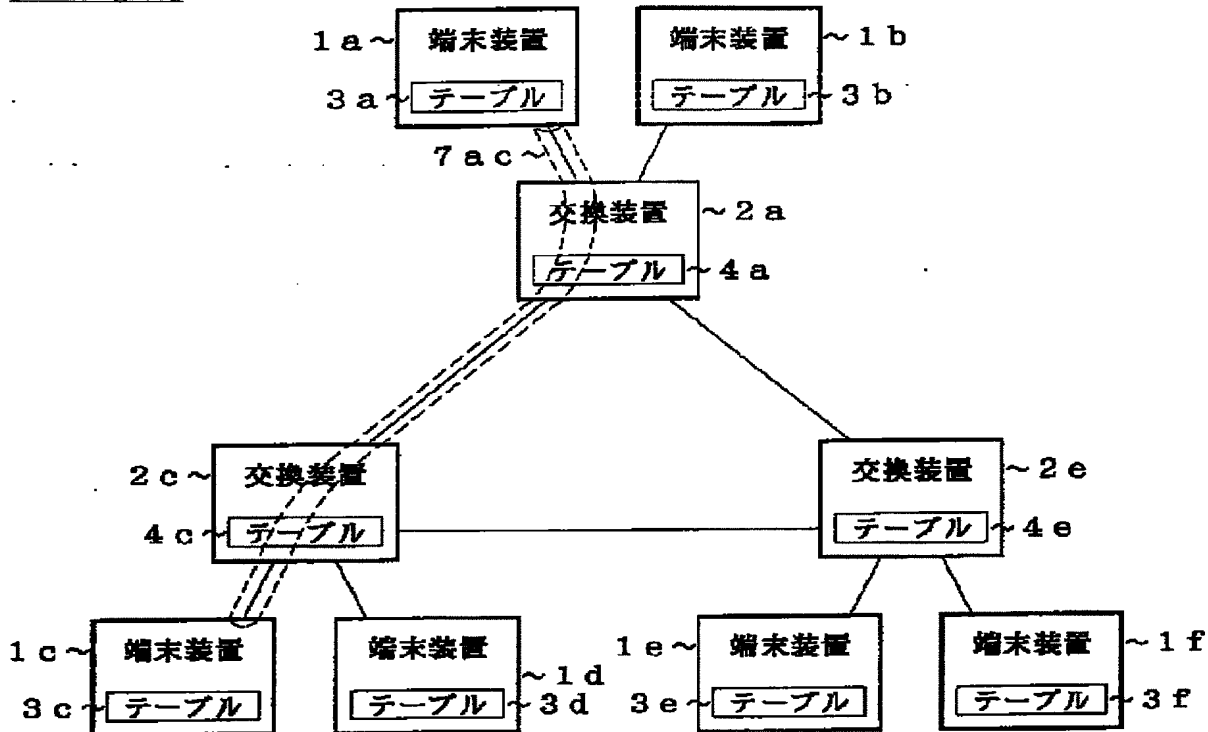 1a～ 端末装置 端末装置 ～1b
3a～ テーブル テーブル ～3b
7ac～
交換装置 ～2a
テーブル ～4a
2c～ 交換装置 交換装置 ～2e
4c～ テーブル テーブル ～4e
1c～ 端末装置 端末装置 ～1d 1e～ 端末装置 端末装置 ～1f
3c～ テーブル テーブル ～3d 3e～ テーブル テーブル ～3f